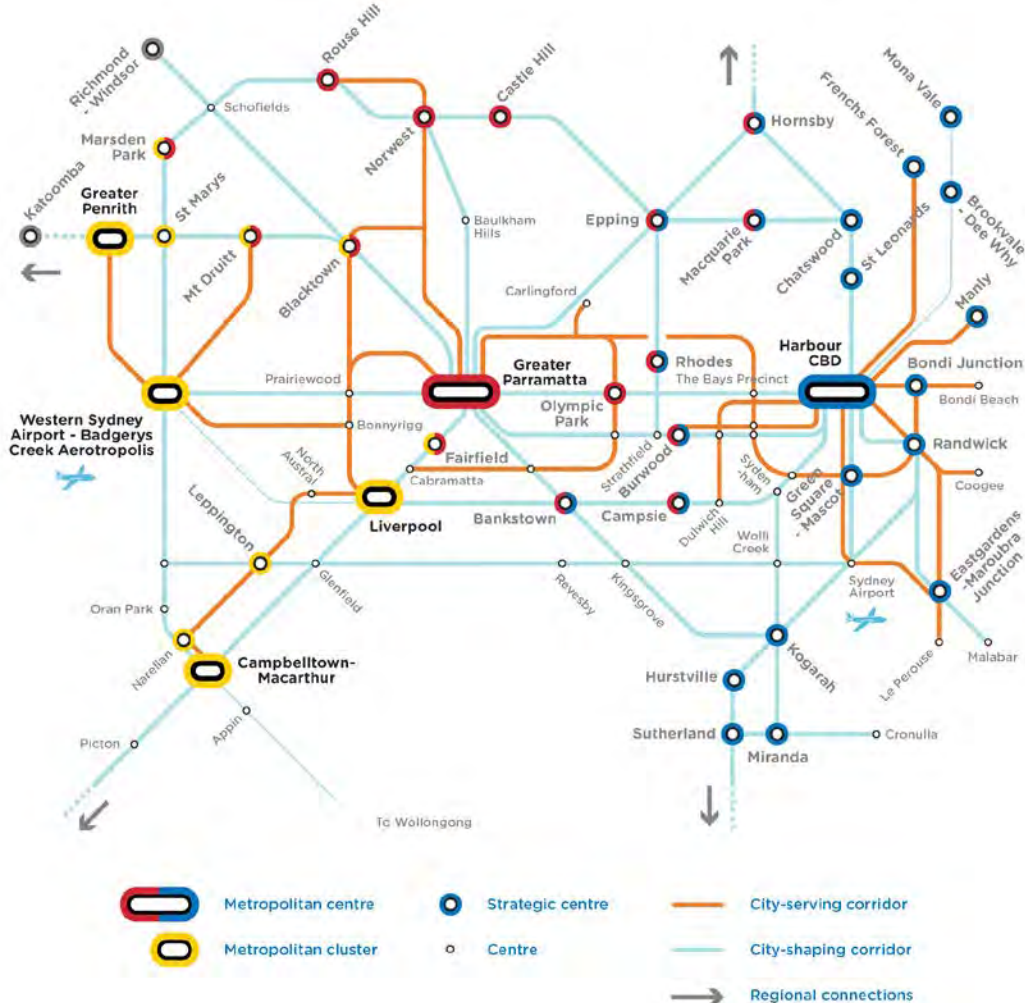 Richmond
- Windsor
Rouse Hill
Castle Hill
Mona Vale
Frenchs Forest
Schofields
Norwest
Hornsby
Marsden
Park
Katoomba
Greater
Penrith
St Marys
Baulkham
Hills
Epping
Macquarie
Park
Chatswood
St Leonards
Brookvale
- Dee Why
Mt Druitt
Blacktown
Carlingford
Manly
Harbour
CBD
Greater
Parramatta
Rhodes
The Bays Precinct
Bondi Junction
Bondi Beach
Prairiewood
Olympic
Park
Western Sydney
Airport - Badgerys
Creek Aerotropolis
Bonnyrigg
Fairfield
Strathfield
Burwood
Randwick
North
Austral
Cabramatta
Syden
-ham
Green
Square
- Mascot
Coogee
Leppington
Liverpool
Bankstown
Campsie
Dulwich
Hill
Wolli
Creek
Eastgardens
-Maroubra
Junction
Glenfield
Revesby
Kingsgrove
Sydney
Airport
Oran Park
Narellan
Campbelltown-
Macarthur
Kogarah
Le Perouse
Malabar
Hurstville
Appin
Picton
Sutherland
Miranda
Cronulla
To Wollongong
Metropolitan centre
Strategic centre
City-serving corridor
Metropolitan cluster
Centre
City-shaping corridor
Regional connections